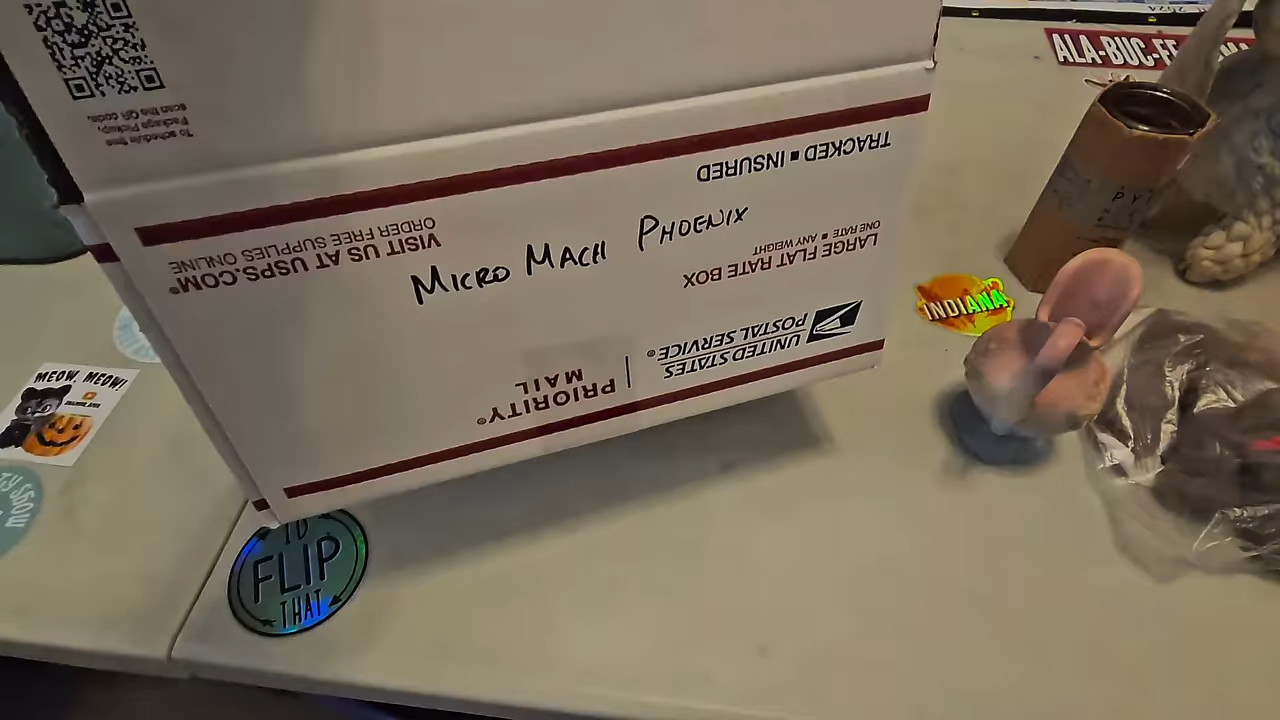 To schedule free
Package Pickup,
scan the QR code.
ALA-BUC-FE
TRACKED ▪ INSURED
VISIT US AT USPS.COM®
ORDER FREE SUPPLIES ONLINE
MICRO MACH PHOENIX
LARGE FLAT RATE BOX
ONE RATE ▪ ANY WEIGHT
UNITED STATES
POSTAL SERVICE®
PRIORITY®
MAIL
INDIANA
MEOW, MEOW!
I'D
FLIP
THAT